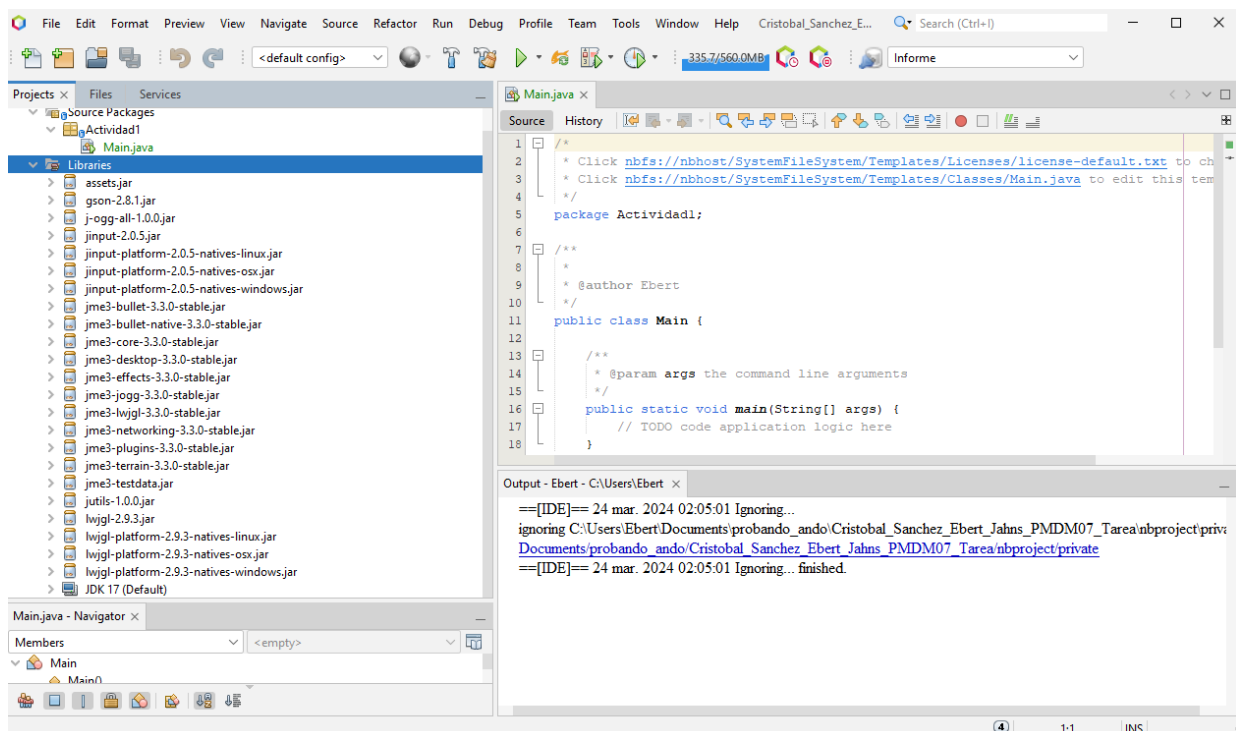 File Edit Format Preview View Navigate Source Refactor Run Debug Profile Team Tools Window Help Cristobal_Sanchez_E... Search (Ctrl+I)
<default config> 335.7/560.0MB Informe
Projects Files Services
Source Packages
Actividad1
Main.java
Libraries
assets.jar
gson-2.8.1.jar
j-ogg-all-1.0.0.jar
jinput-2.0.5.jar
jinput-platform-2.0.5-natives-linux.jar
jinput-platform-2.0.5-natives-osx.jar
jinput-platform-2.0.5-natives-windows.jar
jme3-bullet-3.3.0-stable.jar
jme3-bullet-native-3.3.0-stable.jar
jme3-core-3.3.0-stable.jar
jme3-desktop-3.3.0-stable.jar
jme3-effects-3.3.0-stable.jar
jme3-jogg-3.3.0-stable.jar
jme3-lwjgl-3.3.0-stable.jar
jme3-networking-3.3.0-stable.jar
jme3-plugins-3.3.0-stable.jar
jme3-terrain-3.3.0-stable.jar
jme3-testdata.jar
jutils-1.0.0.jar
lwjgl-2.9.3.jar
lwjgl-platform-2.9.3-natives-linux.jar
lwjgl-platform-2.9.3-natives-osx.jar
lwjgl-platform-2.9.3-natives-windows.jar
JDK 17 (Default)
Main.java - Navigator
Members <empty>
Main
Main()
Main.java
Source History
1 /*
2 * Click nbfs://nbhost/SystemFileSystem/Templates/Licenses/license-default.txt to ch
3 * Click nbfs://nbhost/SystemFileSystem/Templates/Classes/Main.java to edit this tem
4 */
5 package Actividad1;
6
7 /**
8 *
9 * @author Ebert
10 */
11 public class Main {
12
13 /**
14 * @param args the command line arguments
15 */
16 public static void main(String[] args) {
17 // TODO code application logic here
18 }
Output - Ebert - C:\Users\Ebert
==[IDE]== 24 mar. 2024 02:05:01 Ignoring...
ignoring C:\Users\Ebert\Documents\probando_ando\Cristobal_Sanchez_Ebert_Jahns_PMDM07_Tarea\nbproject\priva
Documents/probando_ando/Cristobal_Sanchez_Ebert_Jahns_PMDM07_Tarea/nbproject/private
==[IDE]== 24 mar. 2024 02:05:01 Ignoring... finished.
4 1:1 INS